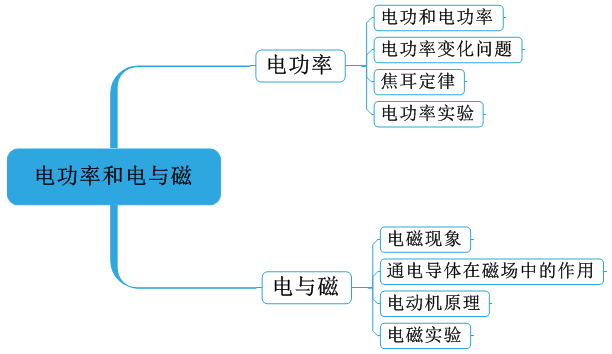 电功率和电与磁
电功率
电功和电功率
电功率变化问题
焦耳定律
电功率实验
电与磁
电磁现象
通电导体在磁场中的作用
电动机原理
电磁实验